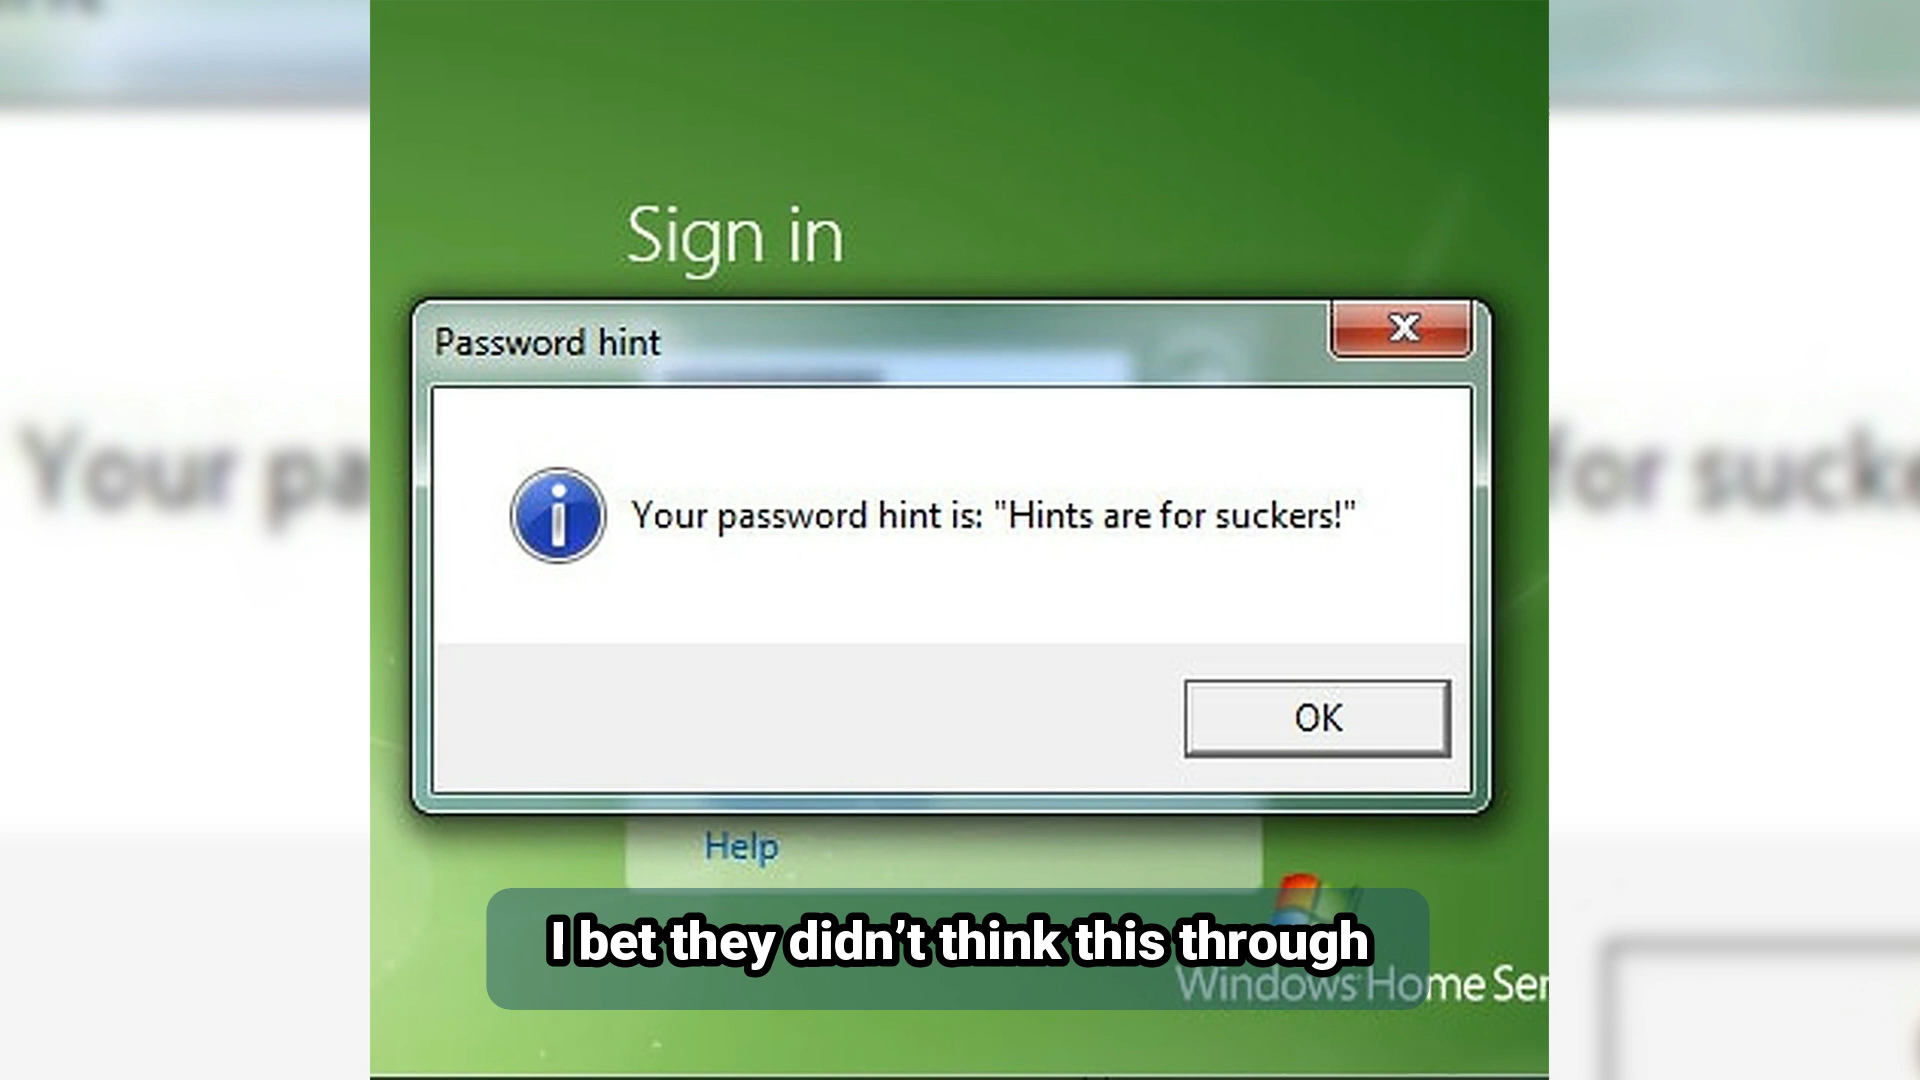 Sign in
Password hint
Your password hint is: "Hints are for suckers!"
OK
Help
I bet they didn’t think this through
Windows Home Ser